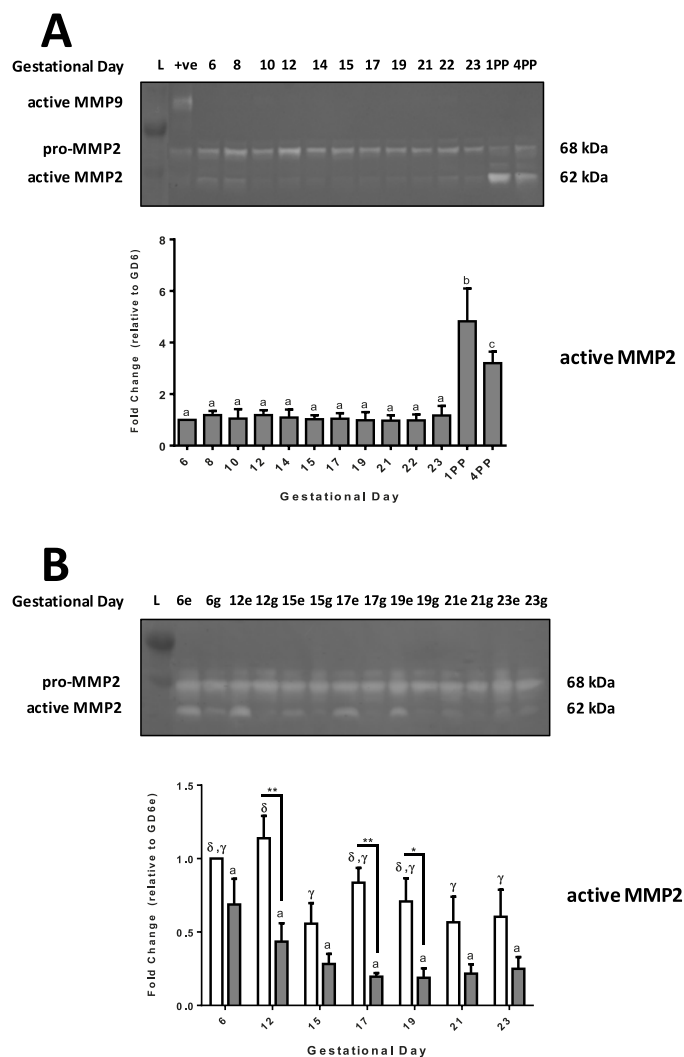 A
Gestational Day L +ve 6 8 10 12 14 15 17 19 21 22 23 1PP 4PP
active MMP9
pro-MMP2 68 kDa
active MMP2 62 kDa
8
6
4
2
0
Fold Change (relative to GD6)
a a a a a a a a a a a b c
6 8 10 12 14 15 17 19 21 22 23 1PP 4PP
Gestational Day
active MMP2
B
Gestational Day L 6e 6g 12e 12g 15e 15g 17e 17g 19e 19g 21e 21g 23e 23g
pro-MMP2 68 kDa
active MMP2 62 kDa
1.5
1.0
0.5
0.0
Fold Change (relative to GD6e)
** ** *
δ,γ δ γ δ,γ δ,γ γ γ
a a a a a a a
6 12 15 17 19 21 23
Gestational Day
active MMP2